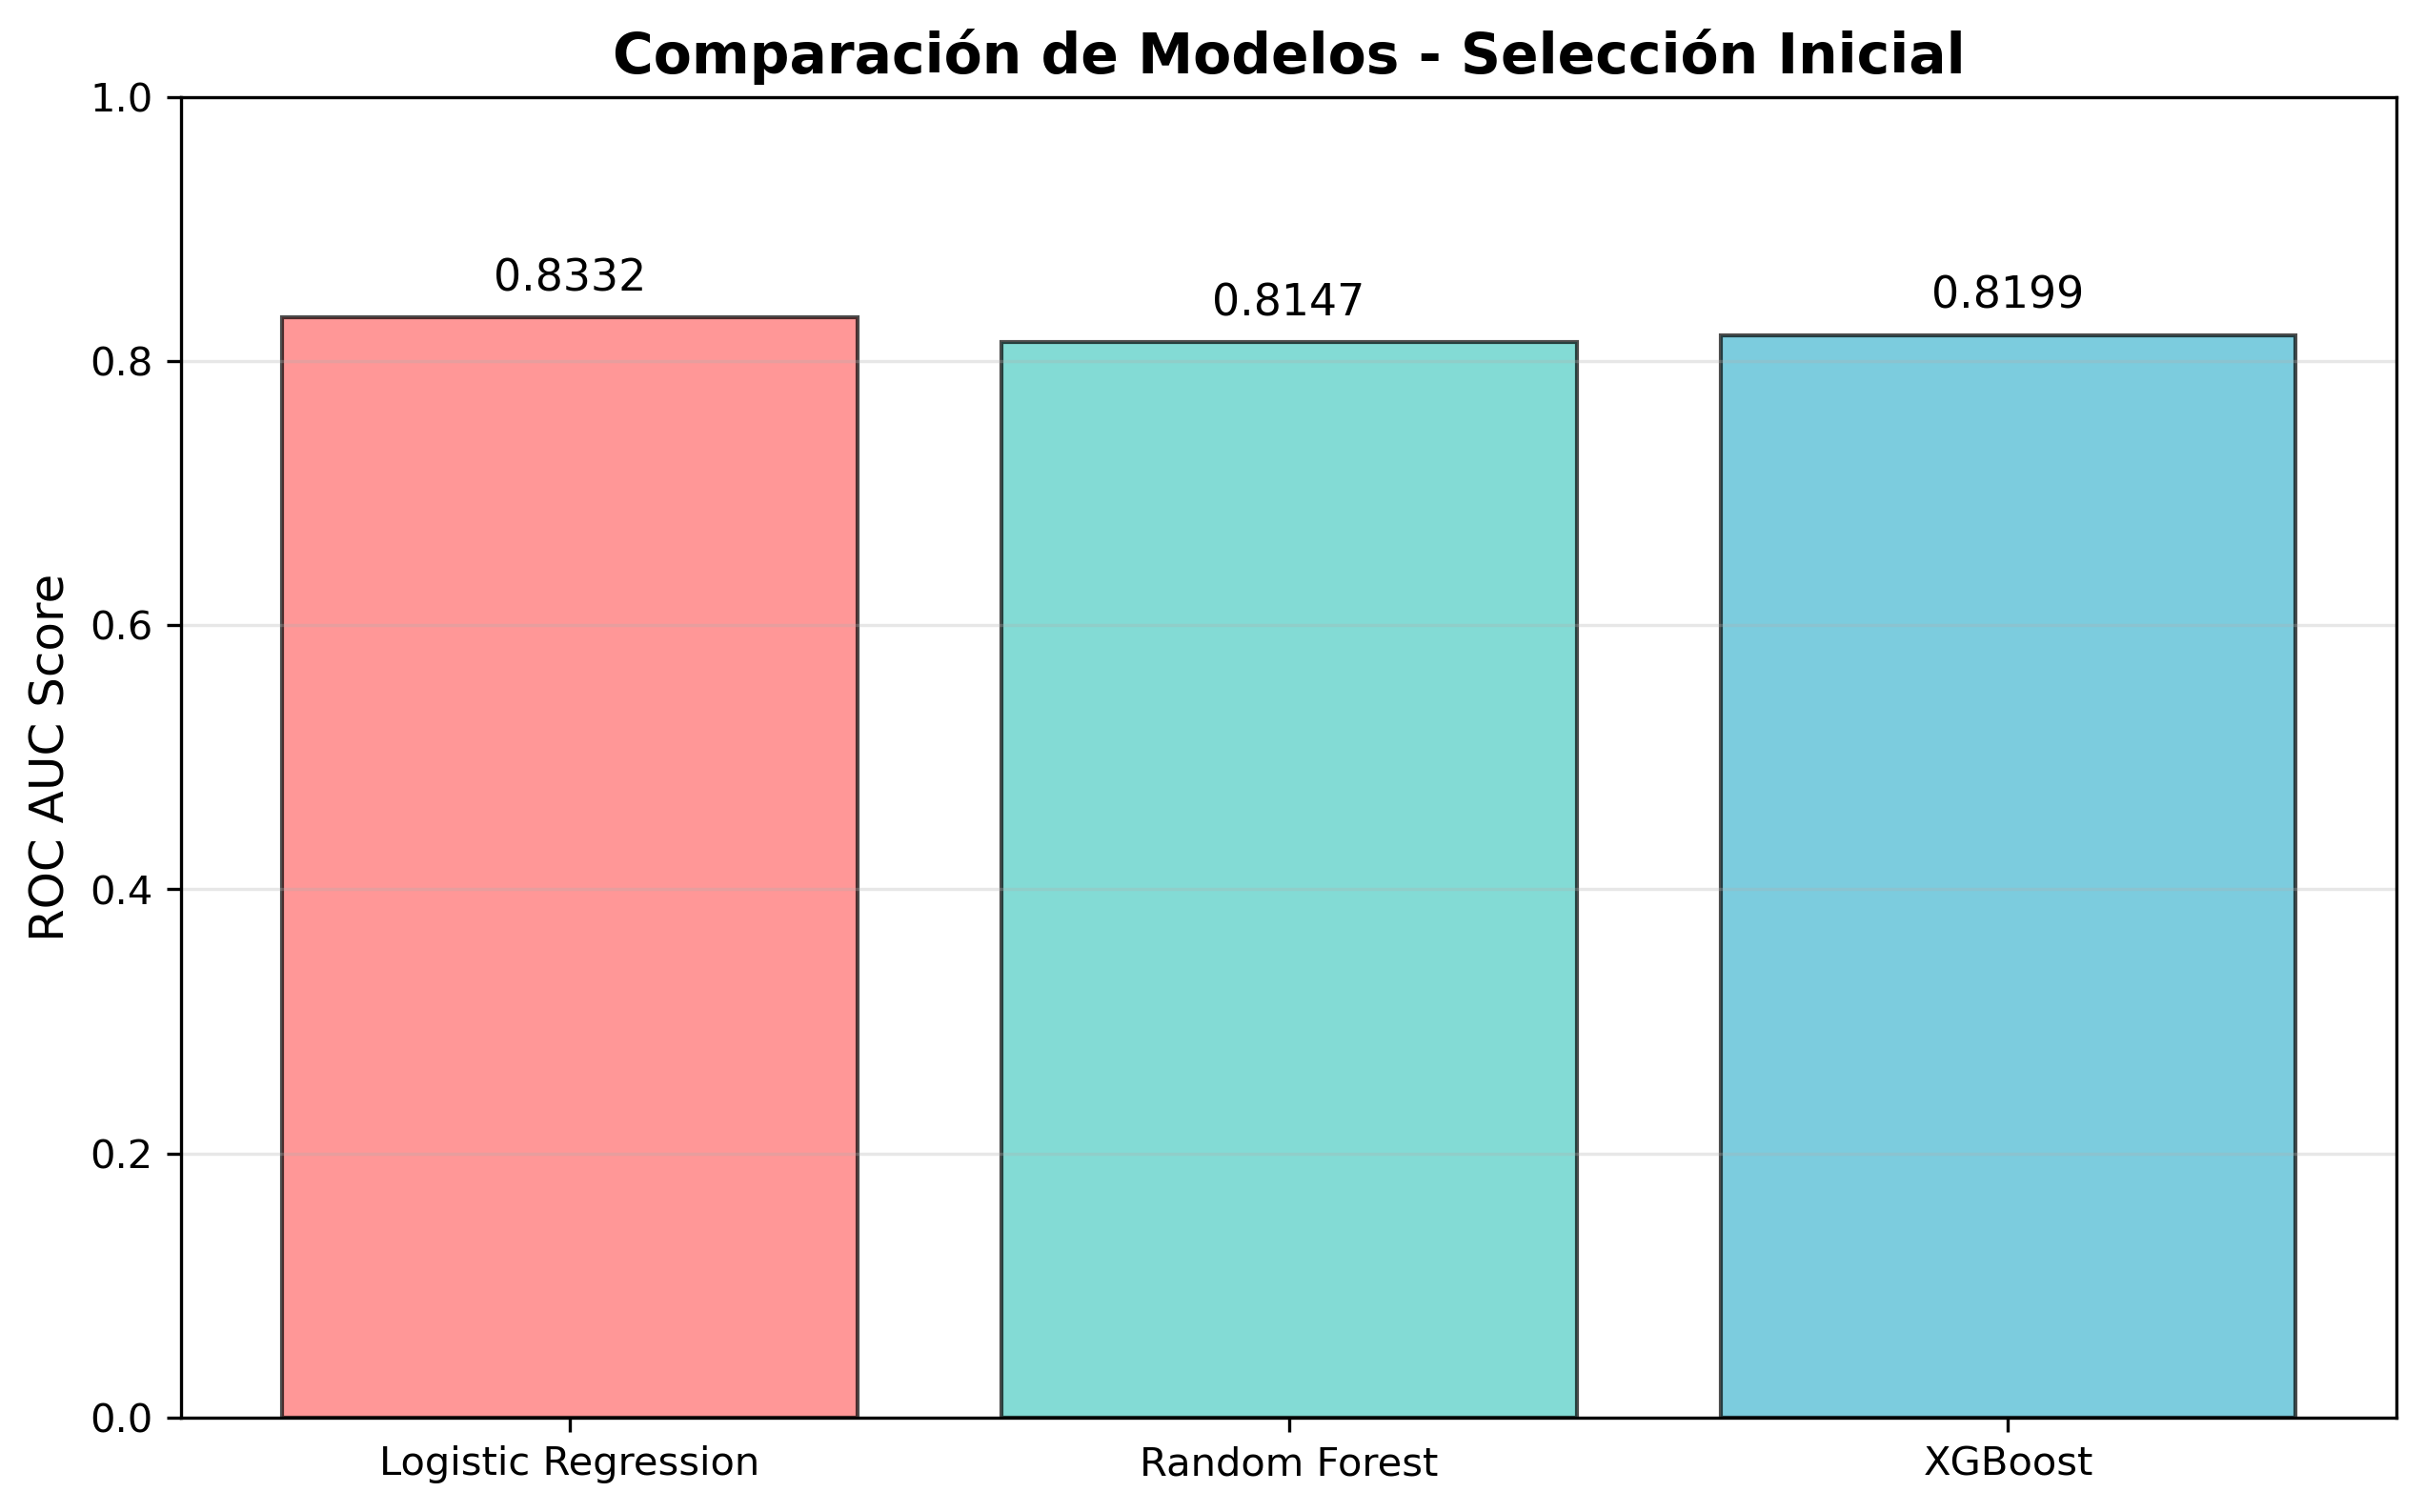 Comparación de Modelos - Selección Inicial
1.0
0.8
0.6
0.4
0.2
0.0
ROC AUC Score
0.8332
0.8147
0.8199
Logistic Regression
Random Forest
XGBoost